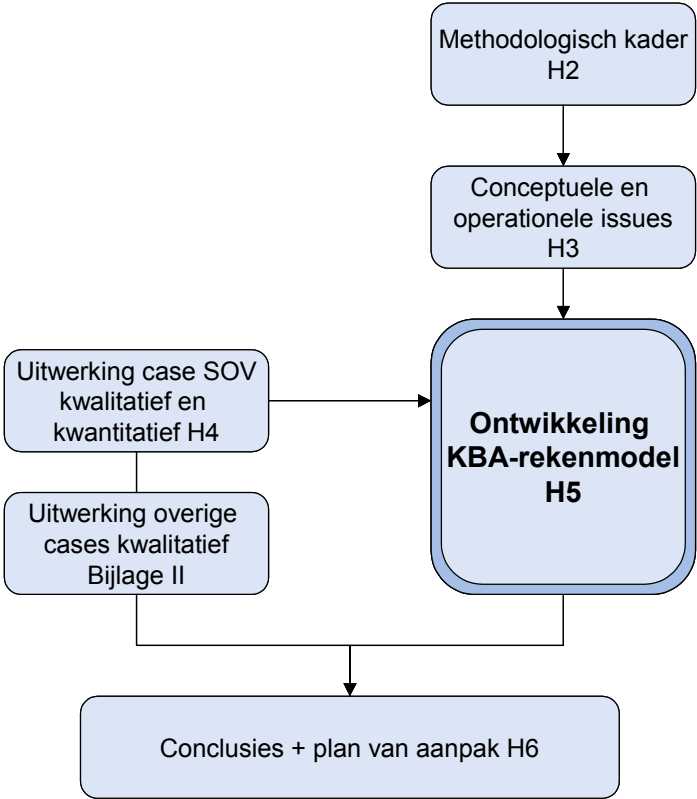 Methodologisch kader
H2
Conceptuele en
operationele issues
H3
Uitwerking case SOV
kwalitatief en
kwantitatief H4
Ontwikkeling
KBA-rekenmodel
H5
Uitwerking overige
cases kwalitatief
Bijlage II
Conclusies + plan van aanpak H6